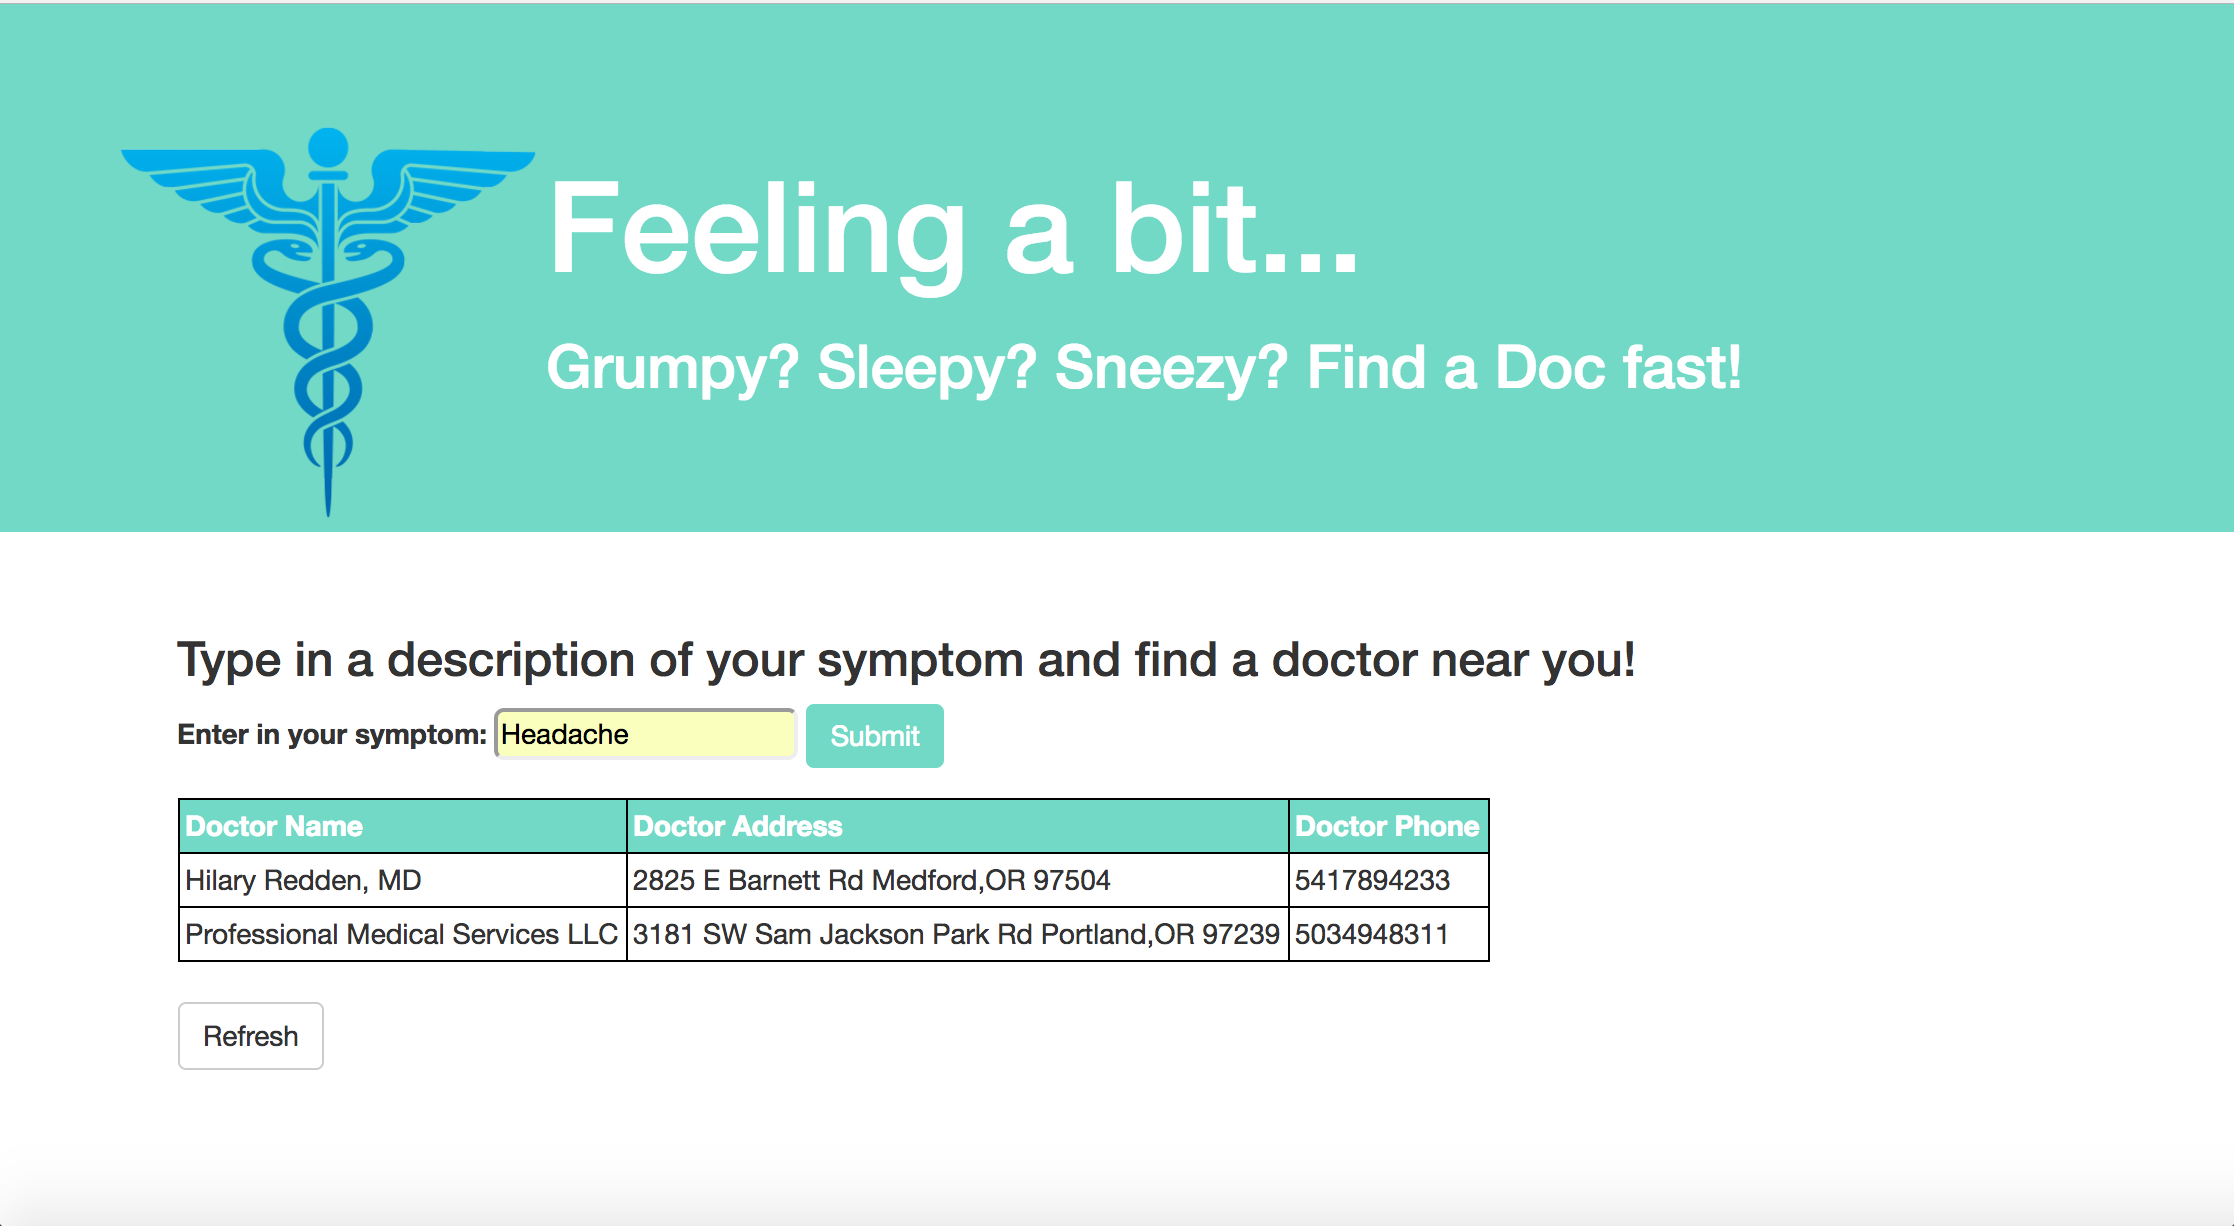 Feeling a bit...
Grumpy? Sleepy? Sneezy? Find a Doc fast!
Type in a description of your symptom and find a doctor near you!
Enter in your symptom: Headache Submit
Doctor Name Doctor Address Doctor Phone
Hilary Redden, MD 2825 E Barnett Rd Medford,OR 97504 5417894233
Professional Medical Services LLC 3181 SW Sam Jackson Park Rd Portland,OR 97239 5034948311
Refresh